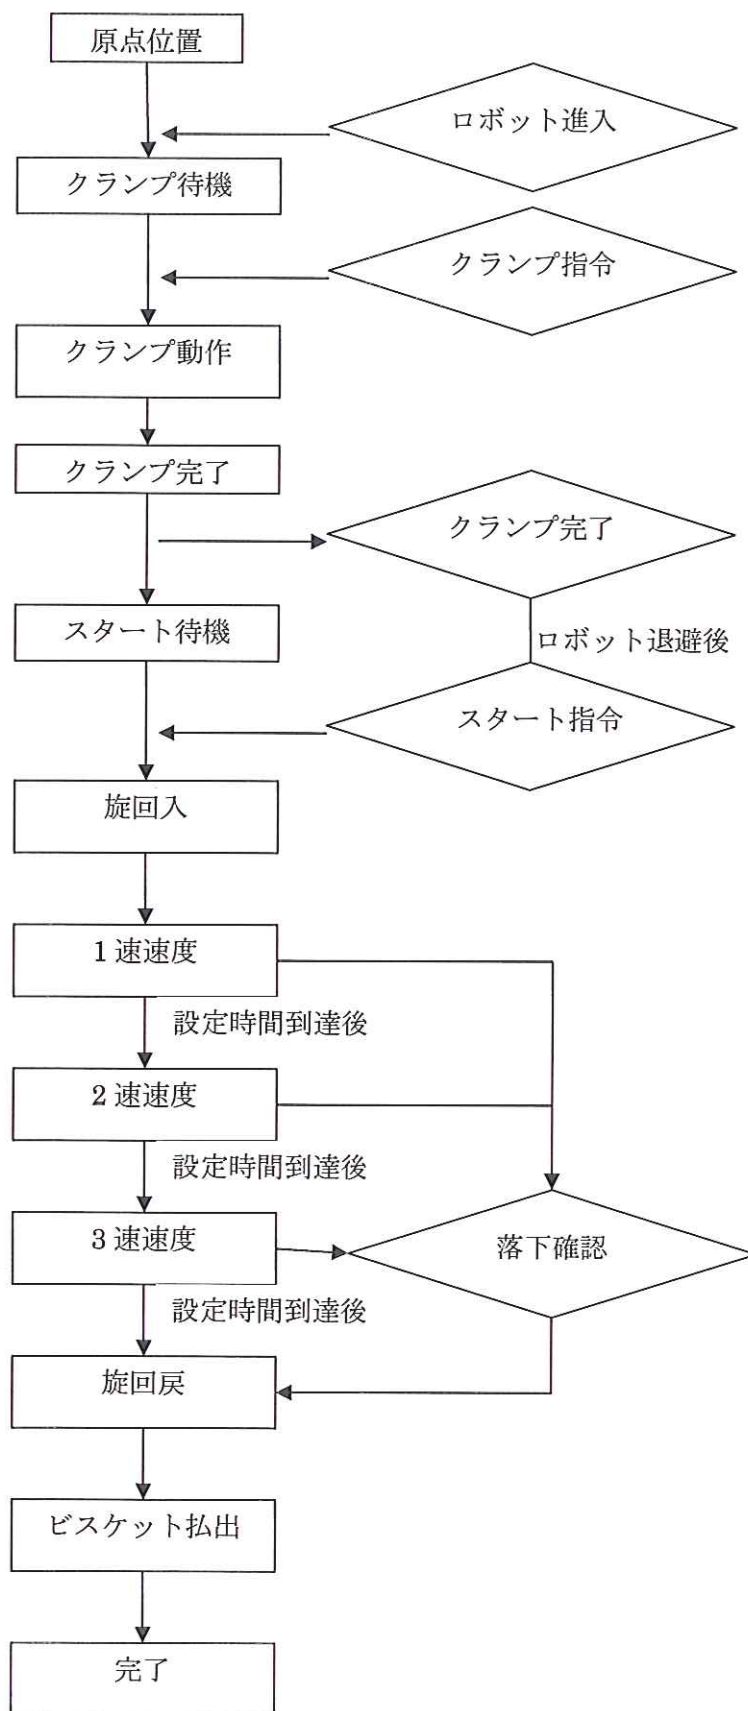 原点位置
ロボット進入
クランプ待機
クランプ指令
クランプ動作
クランプ完了
クランプ完了
スタート待機
ロボット退避後
スタート指令
旋回入
1速速度
設定時間到達後
2速速度
設定時間到達後
3速速度
落下確認
設定時間到達後
旋回戻
ビスケット払出
完了